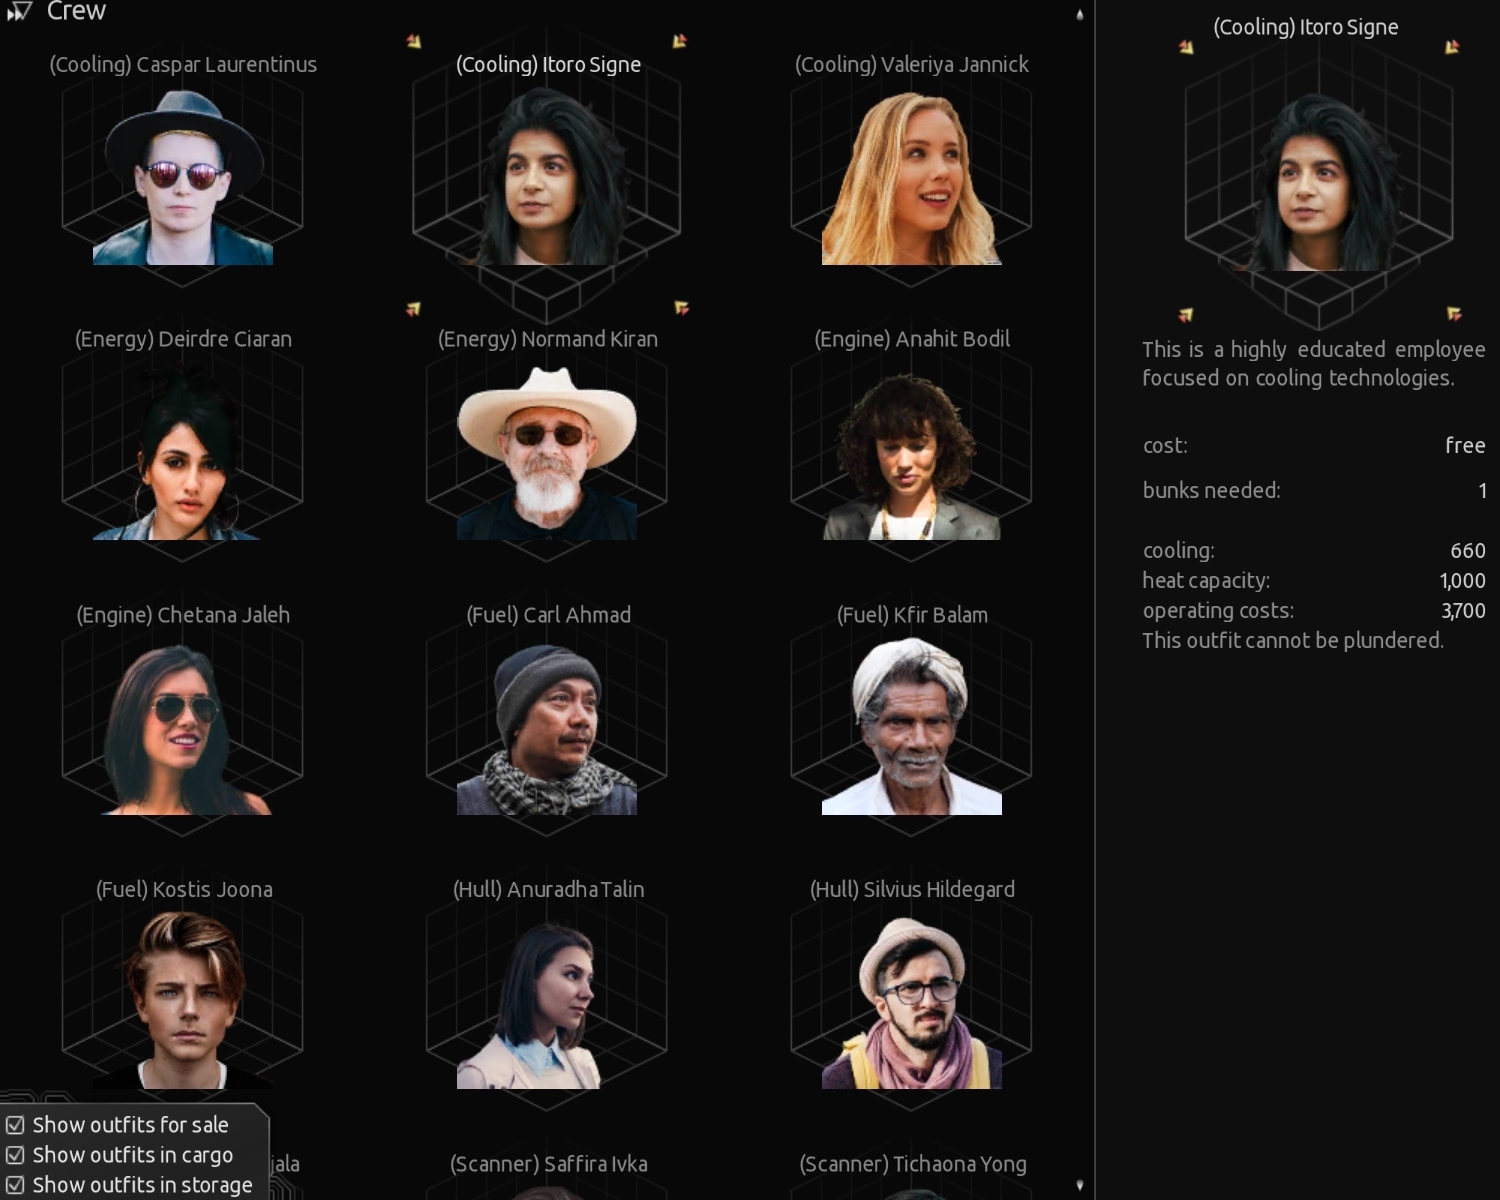 Crew
(Cooling) Caspar Laurentinus
(Cooling) Itoro Signe
(Cooling) Valeriya Jannick
(Energy) Deirdre Ciaran
(Energy) Normand Kiran
(Engine) Anahit Bodil
(Engine) Chetana Jaleh
(Fuel) Carl Ahmad
(Fuel) Kfir Balam
(Fuel) Kostis Joona
(Hull) Anuradha Talin
(Hull) Silvius Hildegard
(Scanner) Saffira Ivka
(Scanner) Tichaona Yong
Show outfits for sale
Show outfits in cargo
Show outfits in storage
(Cooling) Itoro Signe
This is a highly educated employee
focused on cooling technologies.
cost: free
bunks needed: 1
cooling: 660
heat capacity: 1,000
operating costs: 3,700
This outfit cannot be plundered.